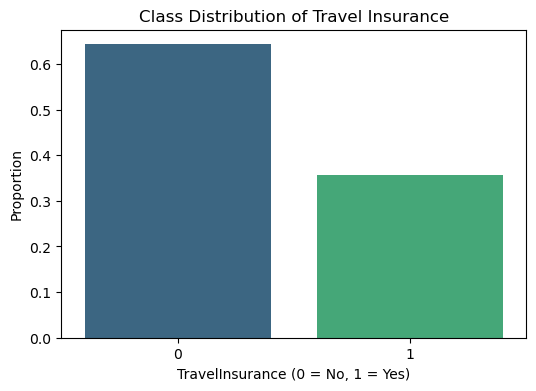 Class Distribution of Travel Insurance
0.6
0.5
0.4
0.3
0.2
0.1
0.0
Proportion
0 1
TravelInsurance (0 = No, 1 = Yes)